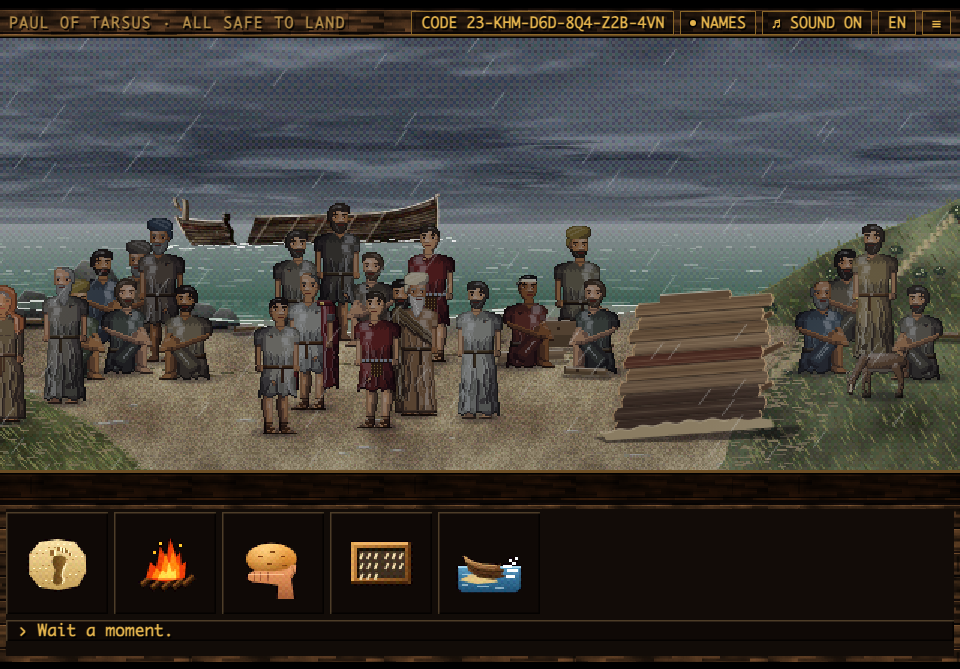 PAUL OF TARSUS · ALL SAFE TO LAND
CODE 23-KHM-D6D-8Q4-Z2B-4VN
• NAMES
♬ SOUND ON
EN
≡
› Wait a moment.